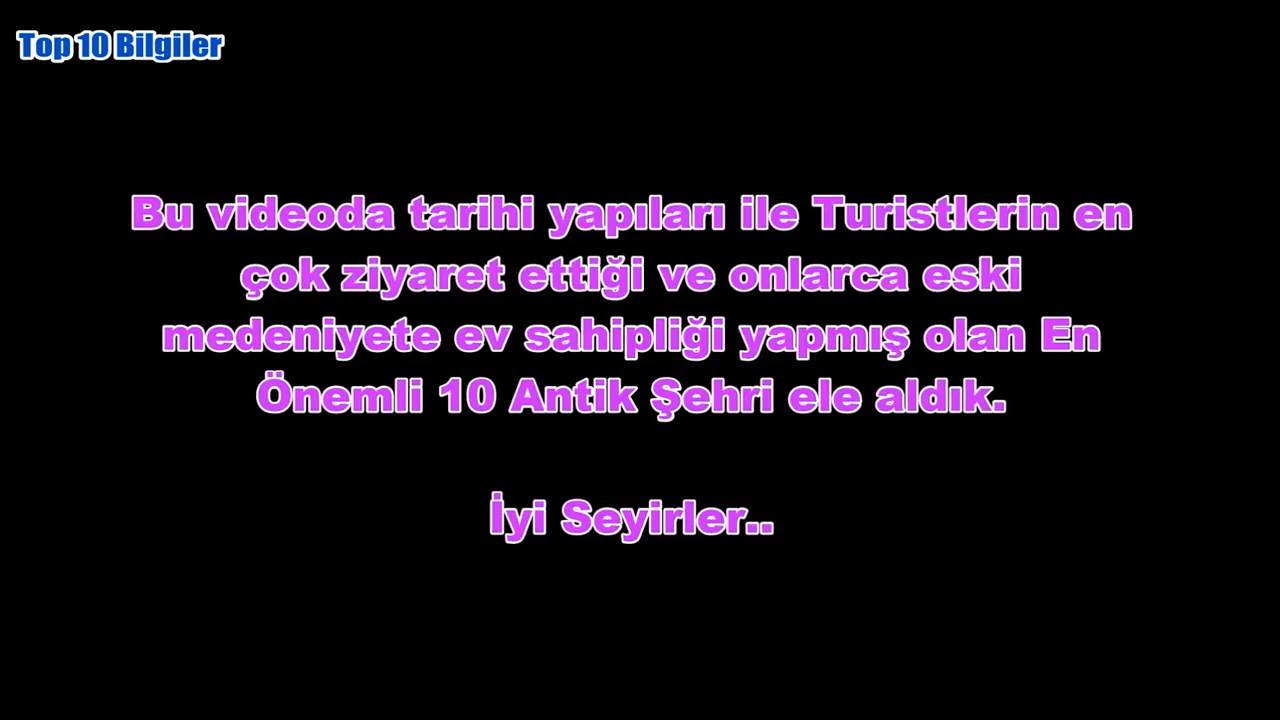 Top 10 Bilgiler
Bu videoda tarihi yapıları ile Turistlerin en
çok ziyaret ettiği ve onlarca eski
medeniyete ev sahipliği yapmış olan En
Önemli 10 Antik Şehri ele aldık.
İyi Seyirler..